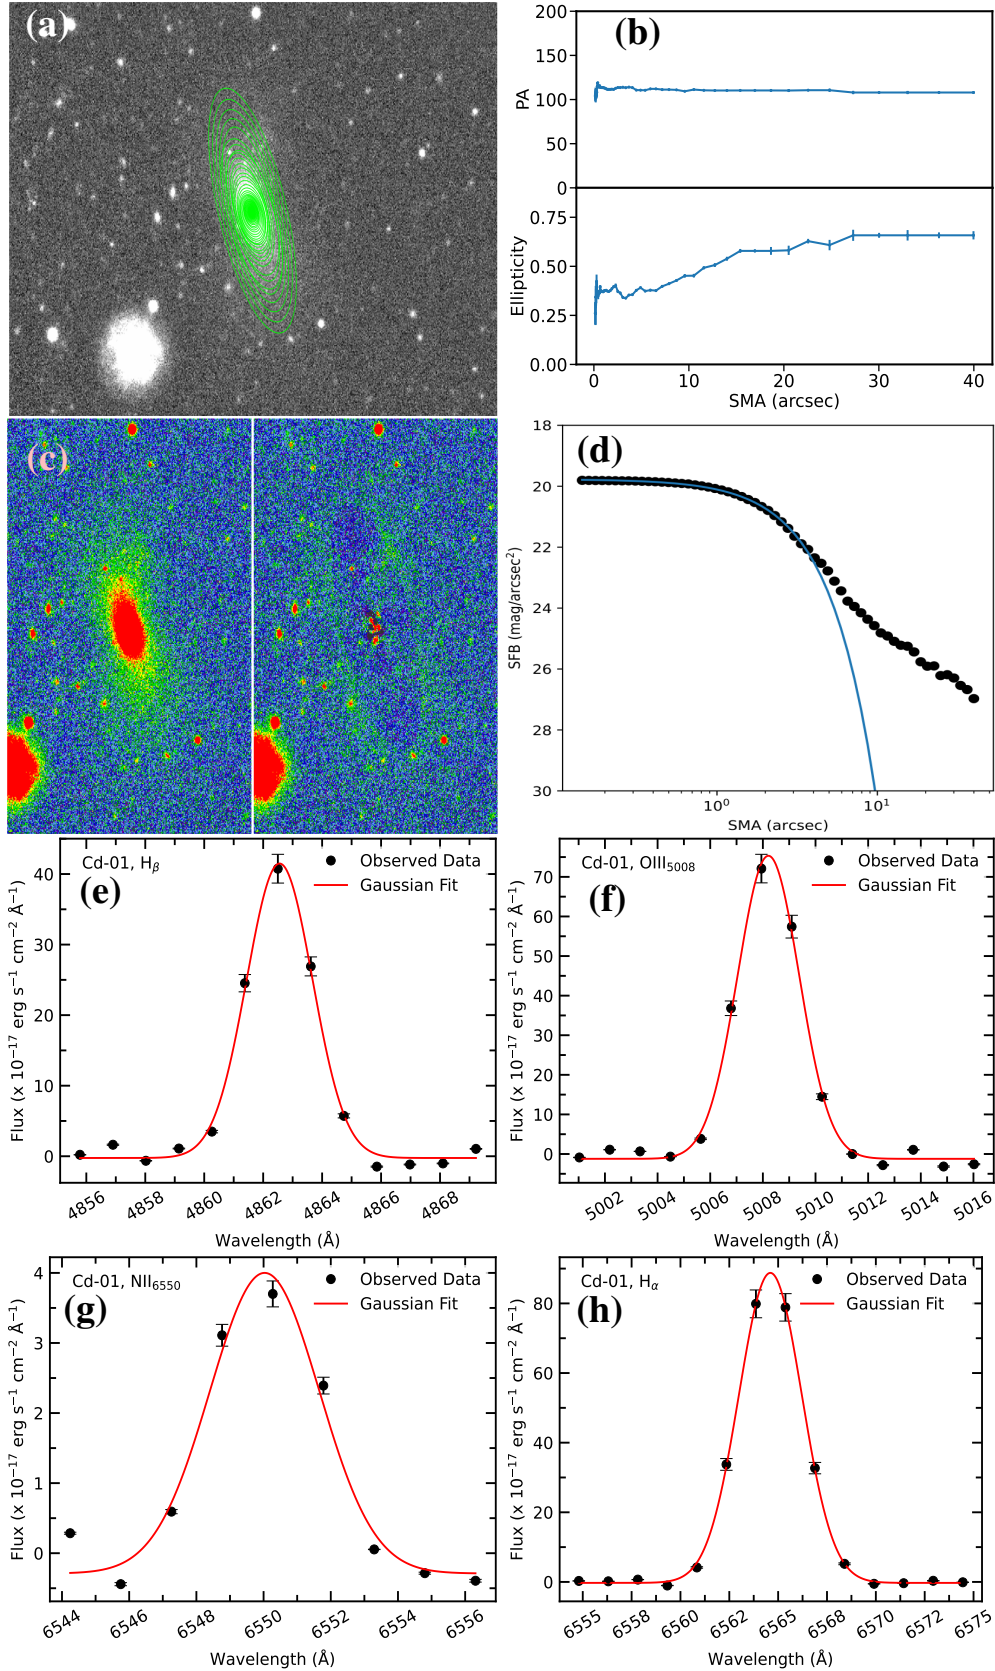 (a)
(b)
200
150
100
50
0
PA
0.75
0.50
0.25
0.00
Ellipticity
0 10 20 30 40
SMA (arcsec)
(c)
(d)
18
20
22
24
26
28
30
SFB (mag/arcsec²)
10⁰ 10¹
SMA (arcsec)
Cd-01, Hβ
(e)
Observed Data
Gaussian Fit
40
30
20
10
0
Flux (x 10⁻¹⁷ erg s⁻¹ cm⁻² Å⁻¹)
4856 4858 4860 4862 4864 4866 4868
Wavelength (Å)
Cd-01, OIII₅₀₀₈
(f)
Observed Data
Gaussian Fit
70
60
50
40
30
20
10
0
Flux (x 10⁻¹⁷ erg s⁻¹ cm⁻² Å⁻¹)
5002 5004 5006 5008 5010 5012 5014 5016
Wavelength (Å)
Cd-01, NII₆₅₅₀
(g)
Observed Data
Gaussian Fit
4
3
2
1
0
Flux (x 10⁻¹⁷ erg s⁻¹ cm⁻² Å⁻¹)
6544 6546 6548 6550 6552 6554 6556
Wavelength (Å)
Cd-01, Hα
(h)
Observed Data
Gaussian Fit
80
60
40
20
0
Flux (x 10⁻¹⁷ erg s⁻¹ cm⁻² Å⁻¹)
6555 6557 6560 6562 6565 6567 6570 6572 6575
Wavelength (Å)